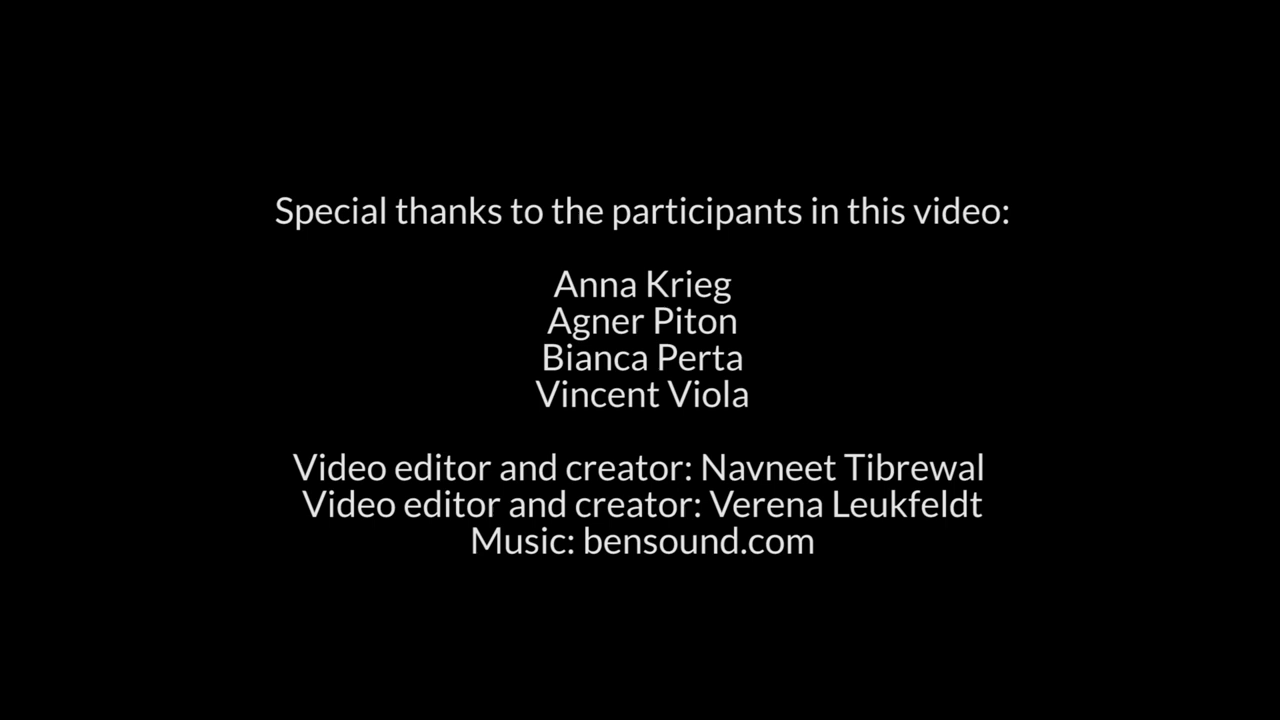 Special thanks to the participants in this video:
Anna Krieg
Agner Piton
Bianca Perta
Vincent Viola
Video editor and creator: Navneet Tibrewal
Video editor and creator: Verena Leukfeldt
Music: bensound.com